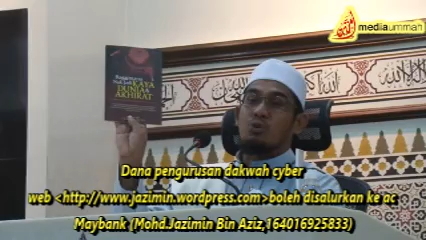 mediaummah
KAYA
DUNIA &
AKHIRAT
Dana pengurusan dakwah cyber
web <http://www.jazimin.wordpress.com>boleh disalurkan ke ac
Maybank (Mohd.Jazimin Bin Aziz,164016925833)